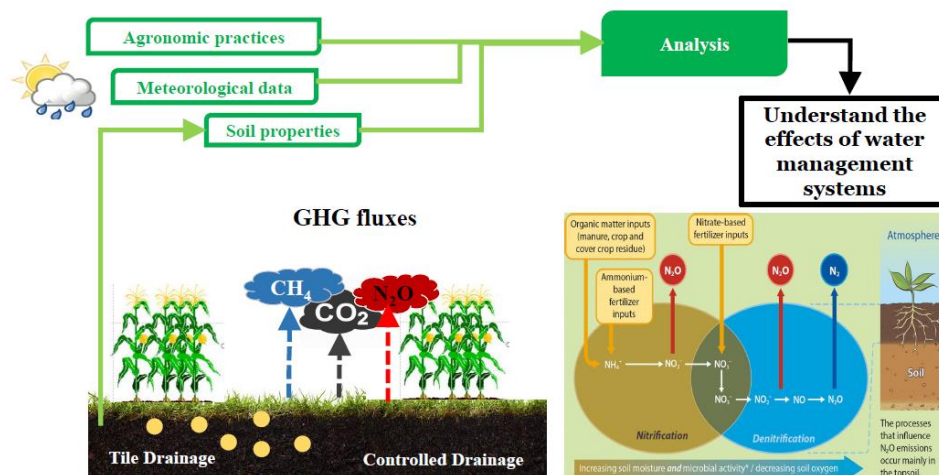 Agronomic practices
Meteorological data
Soil properties
Analysis
Understand the
effects of water
management
systems
GHG fluxes
CH₄
CO₂
N₂O
Tile Drainage
Controlled Drainage
Organic matter inputs
(manure, crop and
cover crop residue)
Nitrate-based
fertilizer inputs
Ammonium-
based
fertilizer
inputs
N₂O
N₂O
N₂
Atmosphere
NH₄⁺
NO₂⁻
NO₃⁻
NO₃⁻
NO₂⁻
NO
N₂O
Soil
Nitrification
Denitrification
The processes
that influence
N₂O emissions
occur mainly in
the topsoil
Increasing soil moisture and microbial activity* / decreasing soil oxygen